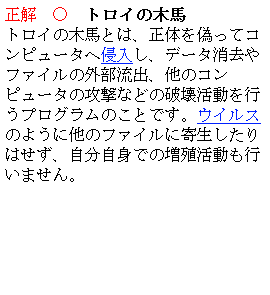 正解　○　トロイの木馬
トロイの木馬とは、正体を偽ってコ
ンピュータへ侵入し、データ消去や
ファイルの外部流出、他のコン
ピュータの攻撃などの破壊活動を行
うプログラムのことです。ウイルス
のように他のファイルに寄生したり
はせず、自分自身での増殖活動も行
いません。